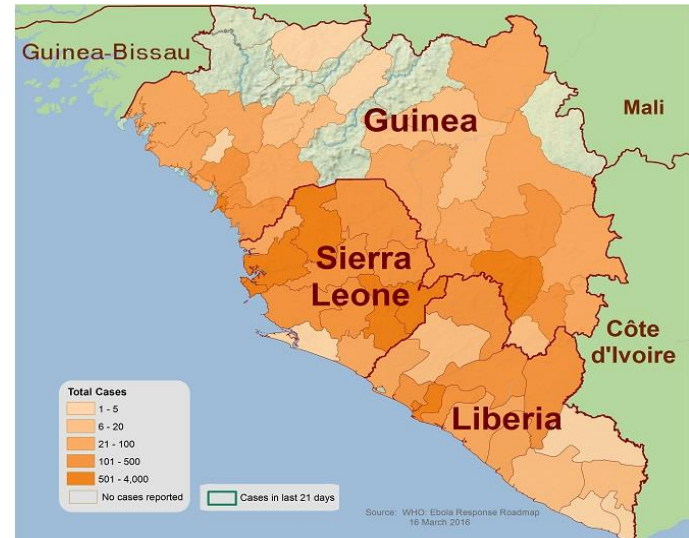 Guinea-Bissau
Guinea
Mali
Sierra
Leone
Côte
d'Ivoire
Liberia
Total Cases
1 - 5
6 - 20
21 - 100
101 - 500
501 - 4,000
No cases reported
Cases in last 21 days
Source: WHO: Ebola Response Roadmap
16 March 2016